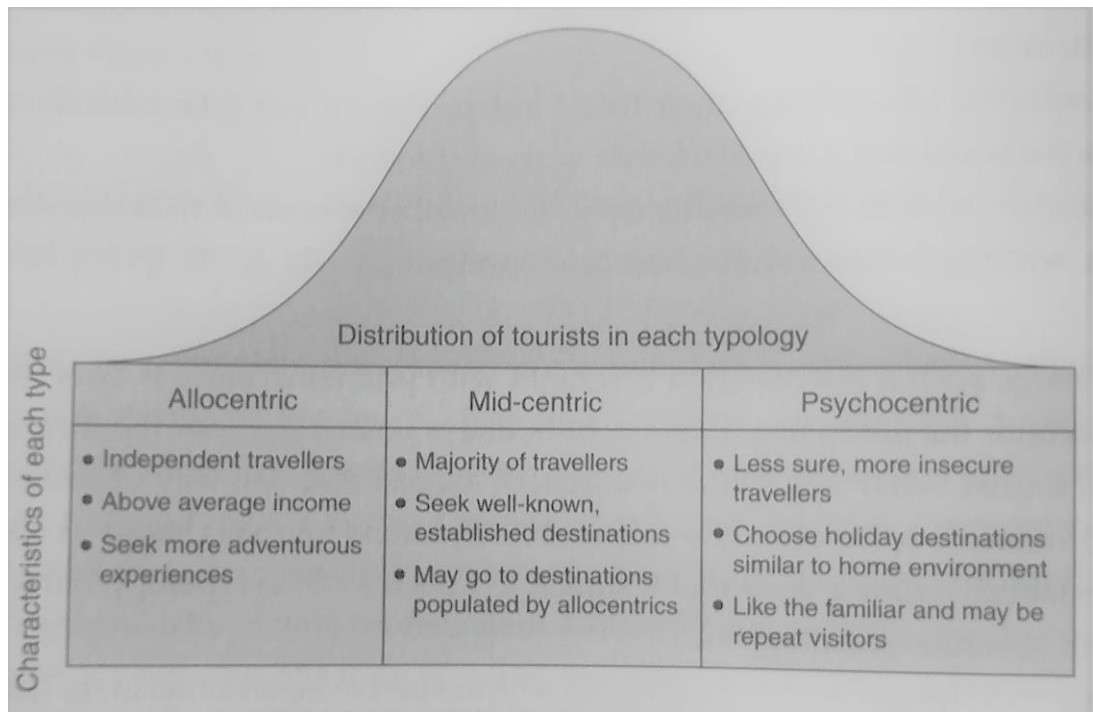 Distribution of tourists in each typology
Characteristics of each type
Allocentric
Mid-centric
Psychocentric
• Independent travellers
• Above average income
• Seek more adventurous
experiences
• Majority of travellers
• Seek well-known,
established destinations
• May go to destinations
populated by allocentrics
• Less sure, more insecure
travellers
• Choose holiday destinations
similar to home environment
• Like the familiar and may be
repeat visitors